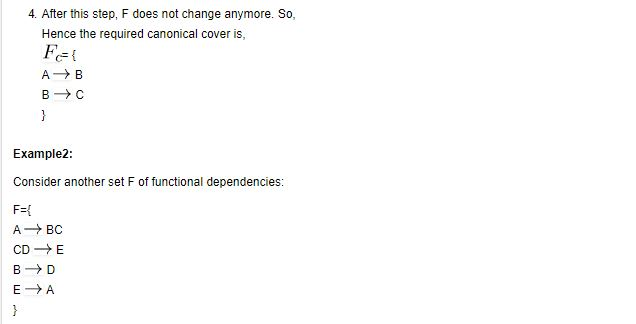 4. After this step, F does not change anymore. So,
Hence the required canonical cover is,
Fc={
A → B
B → C
}
Example2:
Consider another set F of functional dependencies:
F={
A → BC
CD → E
B → D
E → A
}